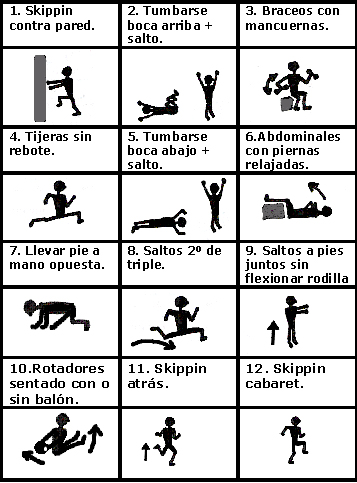 1. Skippin
contra pared.
2. Tumbarse
boca arriba +
salto.
3. Braceos con
mancuernas.
4. Tijeras sin
rebote.
5. Tumbarse
boca abajo +
salto.
6.Abdominales
con piernas
relajadas.
7. Llevar pie a
mano opuesta.
8. Saltos 2º de
triple.
9. Saltos a pies
juntos sin
flexionar rodilla
10.Rotadores
sentado con o
sin balón.
11. Skippin
atrás.
12. Skippin
cabaret.